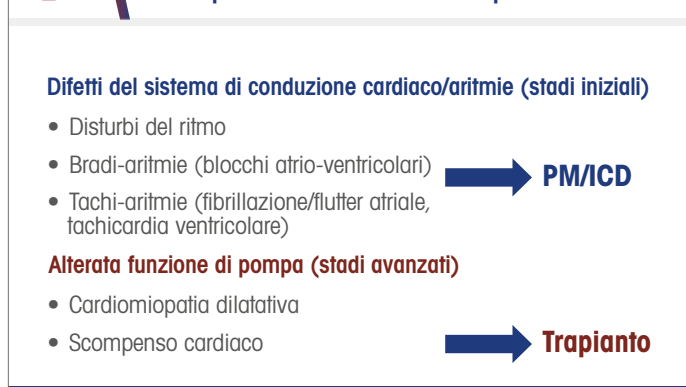 Difetti del sistema di conduzione cardiaco/aritmie (stadi iniziali)
• Disturbi del ritmo
• Bradi-aritmie (blocchi atrio-ventricolari)
PM/ICD
• Tachi-aritmie (fibrillazione/flutter atriale,
tachicardia ventricolare)
Alterata funzione di pompa (stadi avanzati)
• Cardiomiopatia dilatativa
• Scompenso cardiaco
Trapianto